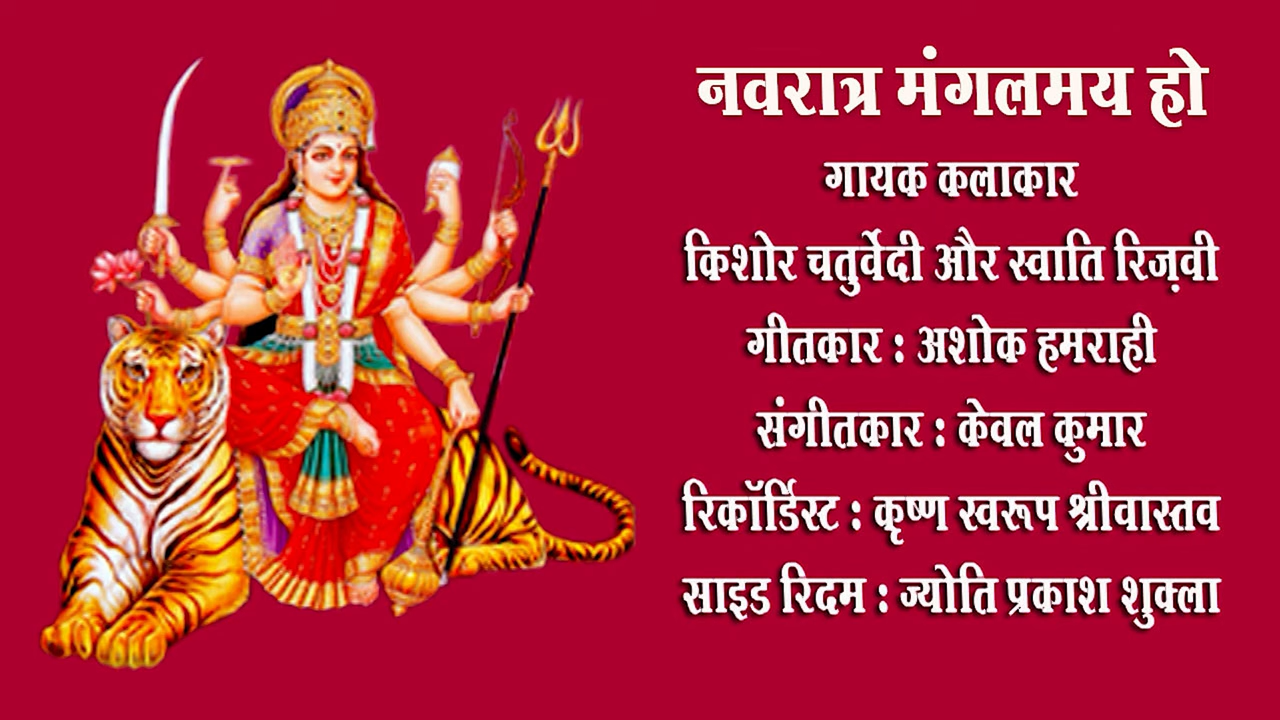 नवरात्र मंगलमय हो
गायक कलाकार
किशोर चतुर्वेदी और स्वाति रिज़वी
गीतकार : अशोक हमराही
संगीतकार : केवल कुमार
रिकॉर्डिस्ट : कृष्ण स्वरूप श्रीवास्तव
साइड रिदम : ज्योति प्रकाश शुक्ला